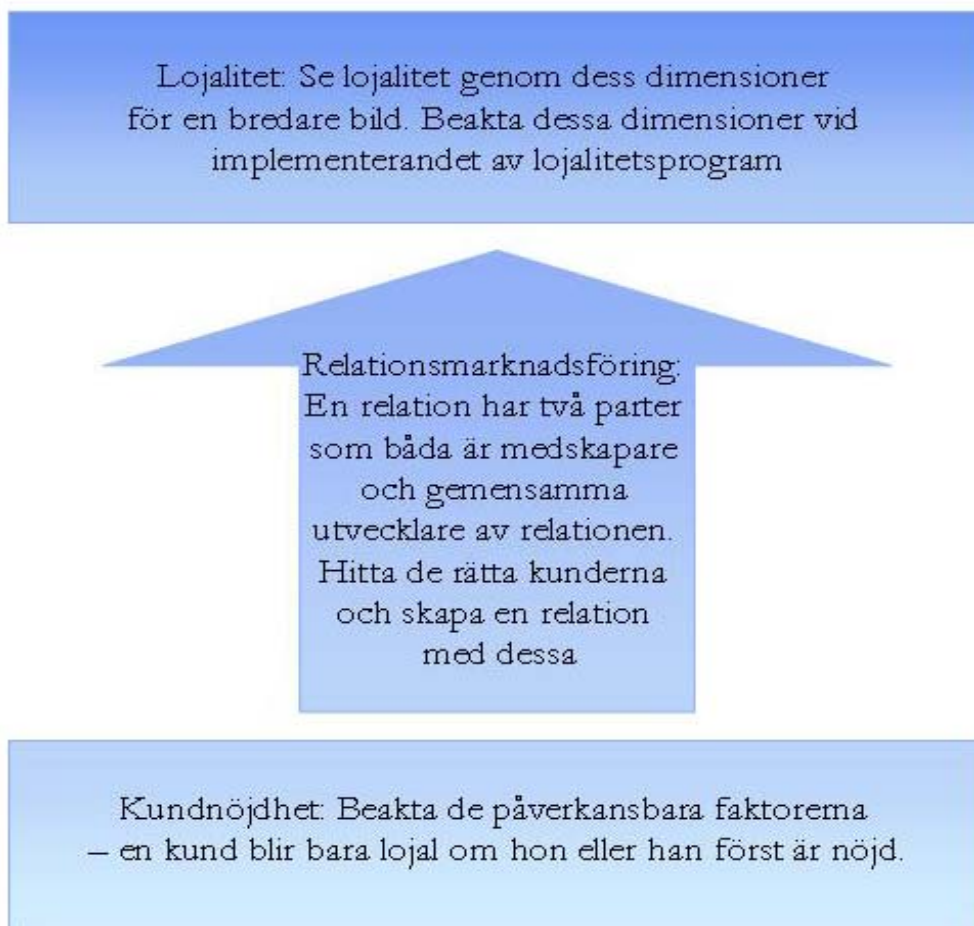 Lojalitet: Se lojalitet genom dess dimensioner
för en bredare bild. Beakta dessa dimensioner vid
implementerandet av lojalitetsprogram
Relationsmarknadsföring:
En relation har två parter
som båda är medskapare
och gemensamma
utvecklare av relationen.
Hitta de rätta kunderna
och skapa en relation
med dessa
Kundnöjdhet: Beakta de påverkansbara faktorerna
– en kund blir bara lojal om hon eller han först är nöjd.